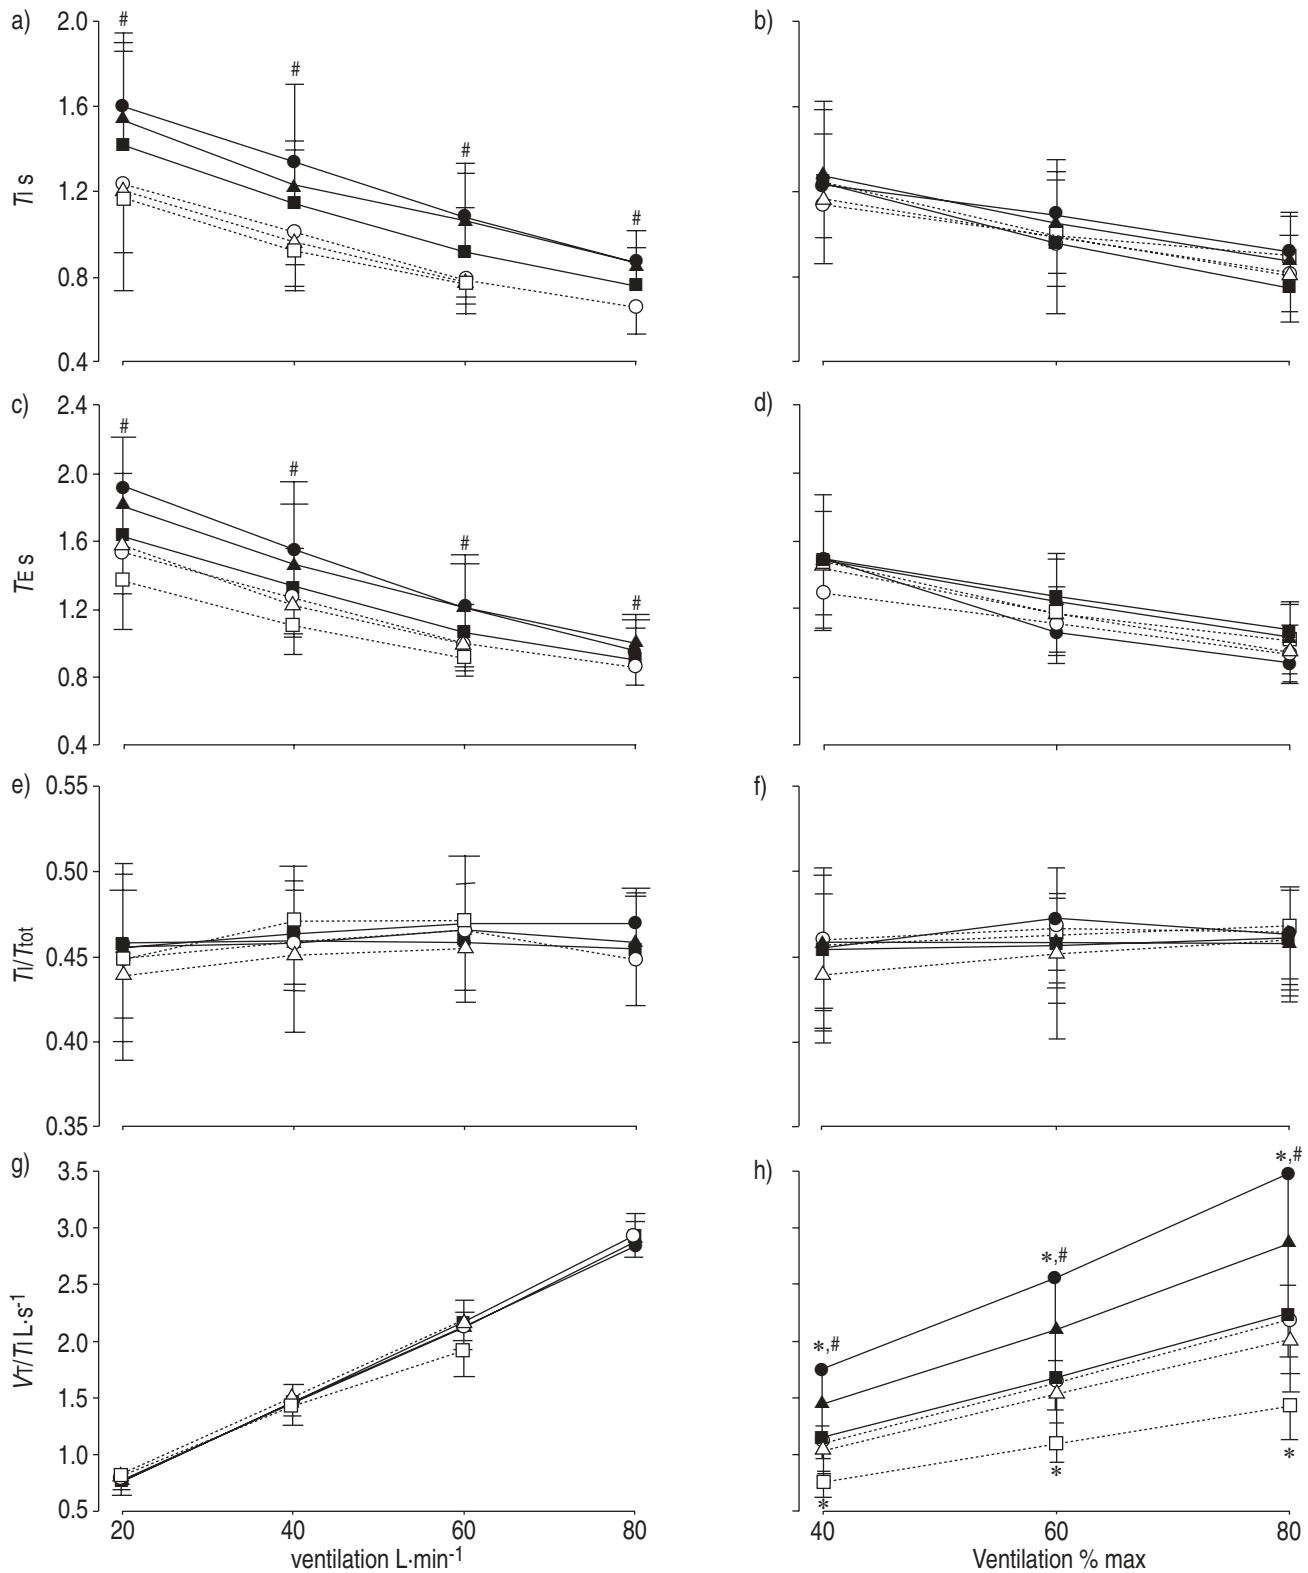 a)
2.0
1.6
1.2
0.8
0.4
TI s
#
#
#
#
b)
c)
2.4
2.0
1.6
1.2
0.8
0.4
TE s
#
#
#
#
d)
e)
0.55
0.50
0.45
0.40
0.35
TI/Ttot
f)
g)
3.5
3.0
2.5
2.0
1.5
1.0
0.5
VT/TI L·s-1
20 40 60 80
ventilation L·min-1
h)
*,#
*,#
*,#
*
*
*
40 60 80
Ventilation % max